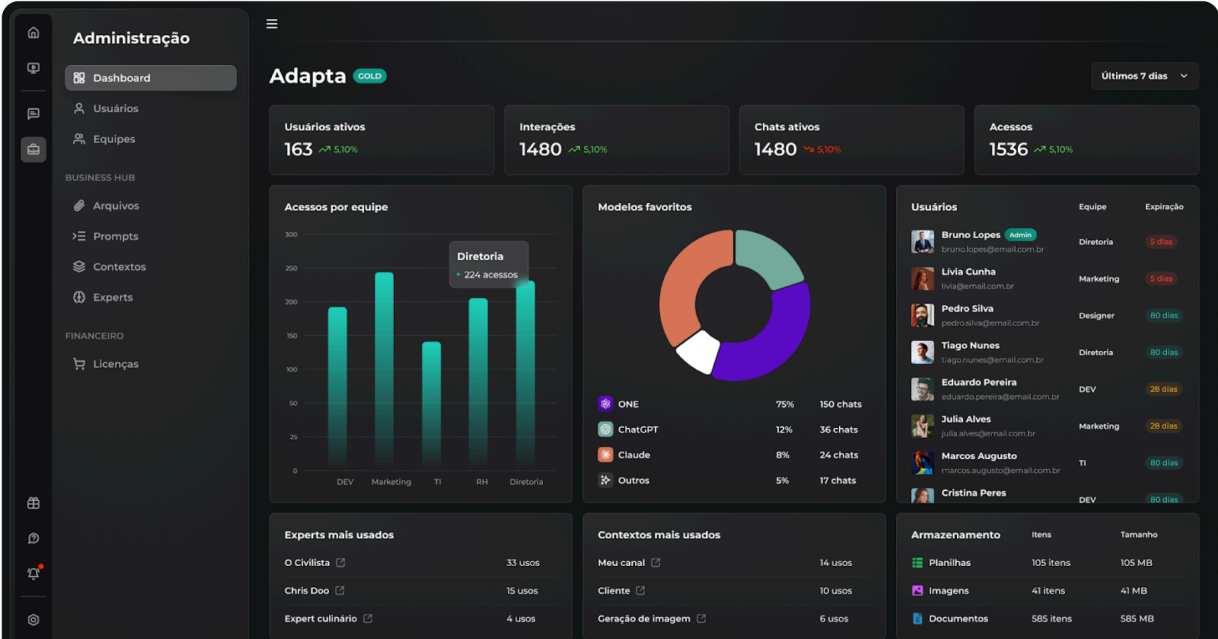 Administração
Dashboard
Usuários
Equipes
BUSINESS HUB
Arquivos
Prompts
Contextos
Experts
FINANCEIRO
Licenças
Adapta GOLD
Últimos 7 dias
Usuários ativos
163 5,10%
Interações
1480 5,10%
Chats ativos
1480 5,10%
Acessos
1536 5,10%
Acessos por equipe
300
250
200
150
100
50
25
0
Diretoria
224 acessos
DEV Marketing TI RH Diretoria
Modelos favoritos
ONE 75% 150 chats
ChatGPT 12% 36 chats
Claude 8% 24 chats
Outros 5% 17 chats
Usuários Equipe Expiração
Bruno Lopes Admin
bruno.lopes@email.com.br
Diretoria 5 dias
Lívia Cunha
livia@email.com.br
Marketing 5 dias
Pedro Silva
pedro.silva@email.com.br
Designer 80 dias
Tiago Nunes
tiago.nunes@email.com.br
Diretoria 80 dias
Eduardo Pereira
eduardo.pereira@email.com.br
DEV 28 dias
Julia Alves
julia.alves@email.com.br
Marketing 28 dias
Marcos Augusto
marcos.augusto@email.com.br
TI 80 dias
Cristina Peres
DEV 80 dias
Experts mais usados
O Civilista 33 usos
Chris Doo 15 usos
Expert culinário 4 usos
Contextos mais usados
Meu canal 14 usos
Cliente 10 usos
Geração de imagem 6 usos
Armazenamento Itens Tamanho
Planilhas 105 itens 105 MB
Imagens 41 itens 41 MB
Documentos 585 itens 585 MB